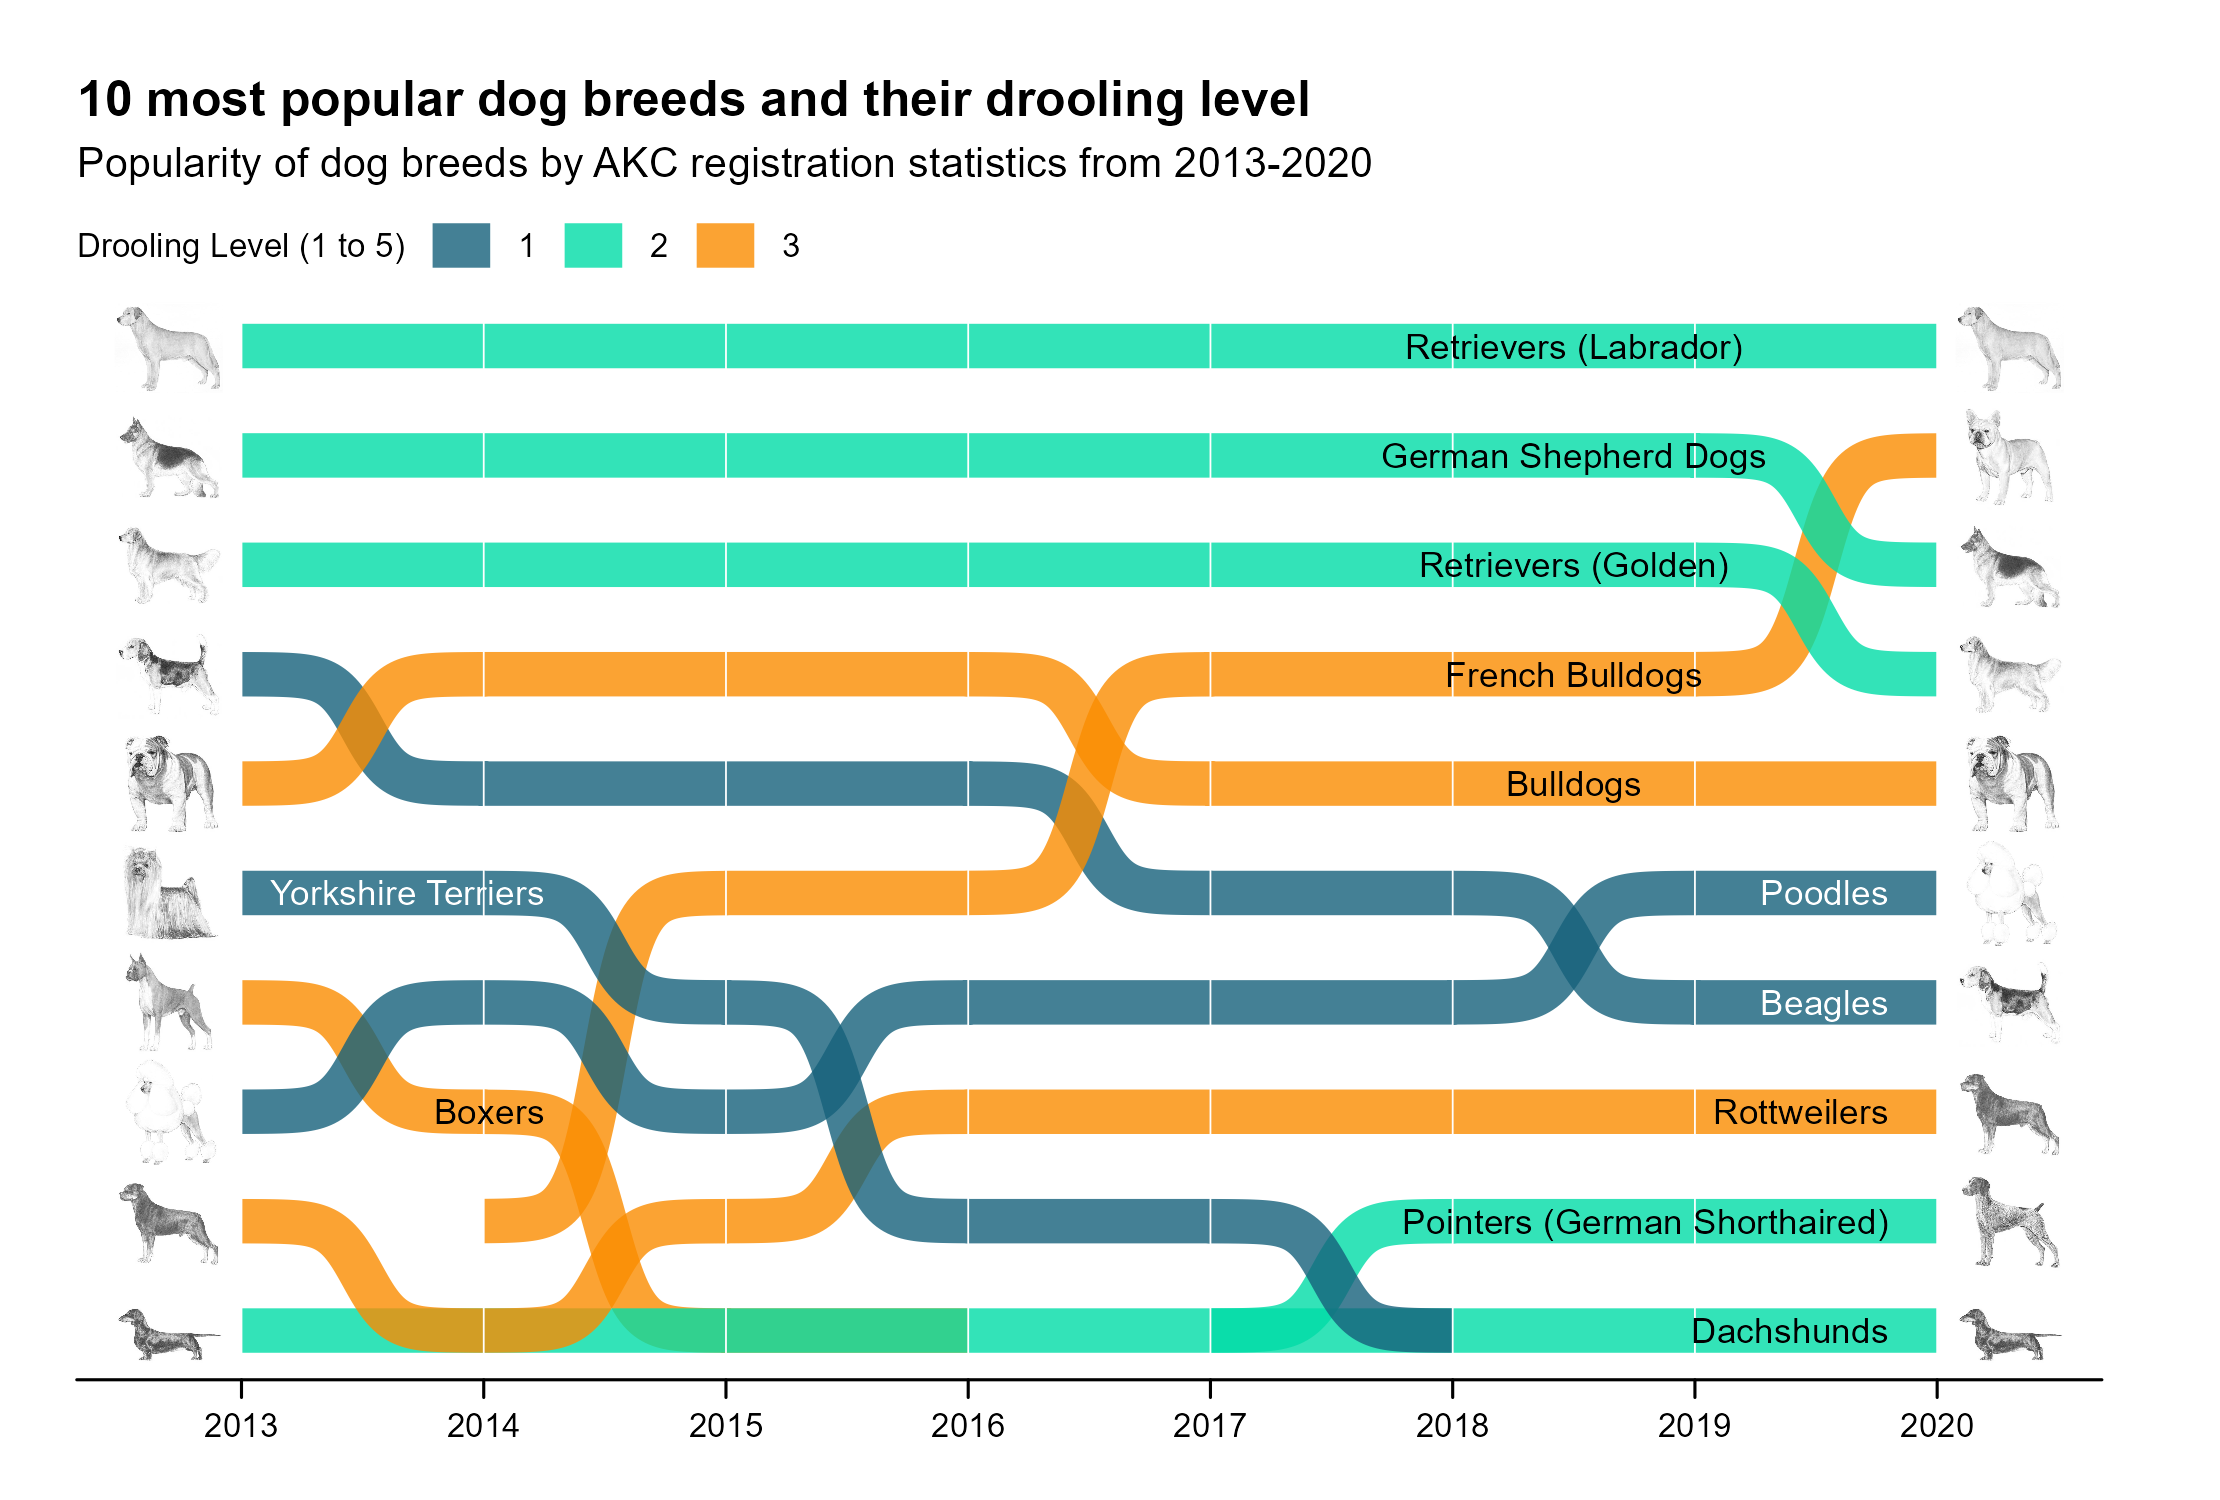 10 most popular dog breeds and their drooling level
Popularity of dog breeds by AKC registration statistics from 2013-2020
Drooling Level (1 to 5) 1 2 3
Retrievers (Labrador)
German Shepherd Dogs
Retrievers (Golden)
French Bulldogs
Bulldogs
Yorkshire Terriers Poodles
Beagles
Boxers Rottweilers
Pointers (German Shorthaired)
Dachshunds
2013 2014 2015 2016 2017 2018 2019 2020